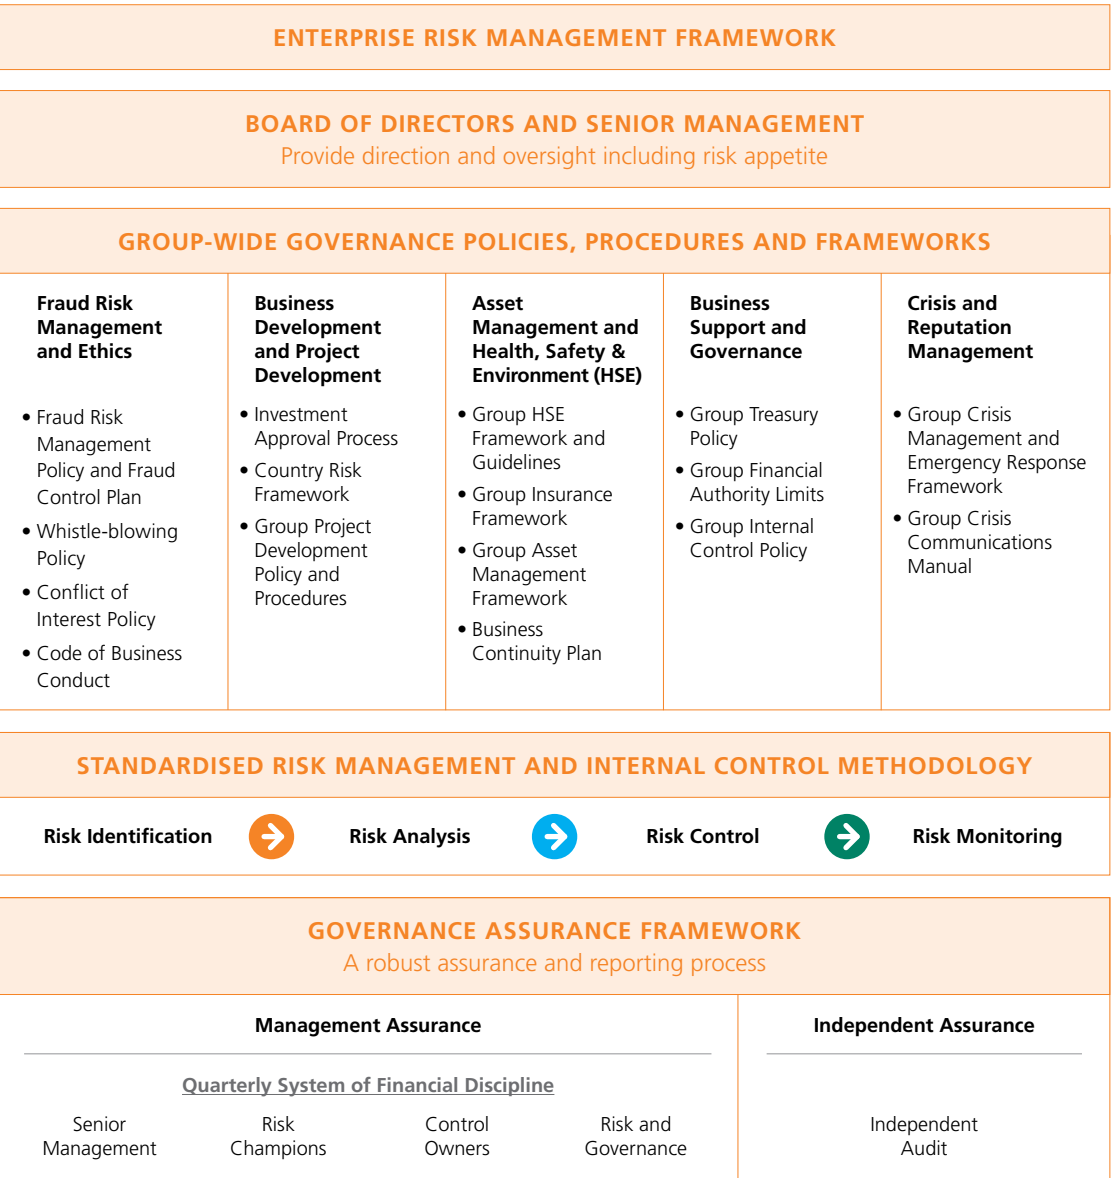 ENTERPRISE RISK MANAGEMENT FRAMEWORK
BOARD OF DIRECTORS AND SENIOR MANAGEMENT
Provide direction and oversight including risk appetite
GROUP-WIDE GOVERNANCE POLICIES, PROCEDURES AND FRAMEWORKS
Fraud Risk
Management
and Ethics
• Fraud Risk
Management
Policy and Fraud
Control Plan
• Whistle-blowing
Policy
• Conflict of
Interest Policy
• Code of Business
Conduct
Business
Development
and Project
Development
• Investment
Approval Process
• Country Risk
Framework
• Group Project
Development
Policy and
Procedures
Asset
Management and
Health, Safety &
Environment (HSE)
• Group HSE
Framework and
Guidelines
• Group Insurance
Framework
• Group Asset
Management
Framework
• Business
Continuity Plan
Business
Support and
Governance
• Group Treasury
Policy
• Group Financial
Authority Limits
• Group Internal
Control Policy
Crisis and
Reputation
Management
• Group Crisis
Management and
Emergency Response
Framework
• Group Crisis
Communications
Manual
STANDARDISED RISK MANAGEMENT AND INTERNAL CONTROL METHODOLOGY
Risk Identification
Risk Analysis
Risk Control
Risk Monitoring
GOVERNANCE ASSURANCE FRAMEWORK
A robust assurance and reporting process
Management Assurance
Quarterly System of Financial Discipline
Senior
Management
Risk
Champions
Control
Owners
Risk and
Governance
Independent Assurance
Independent
Audit